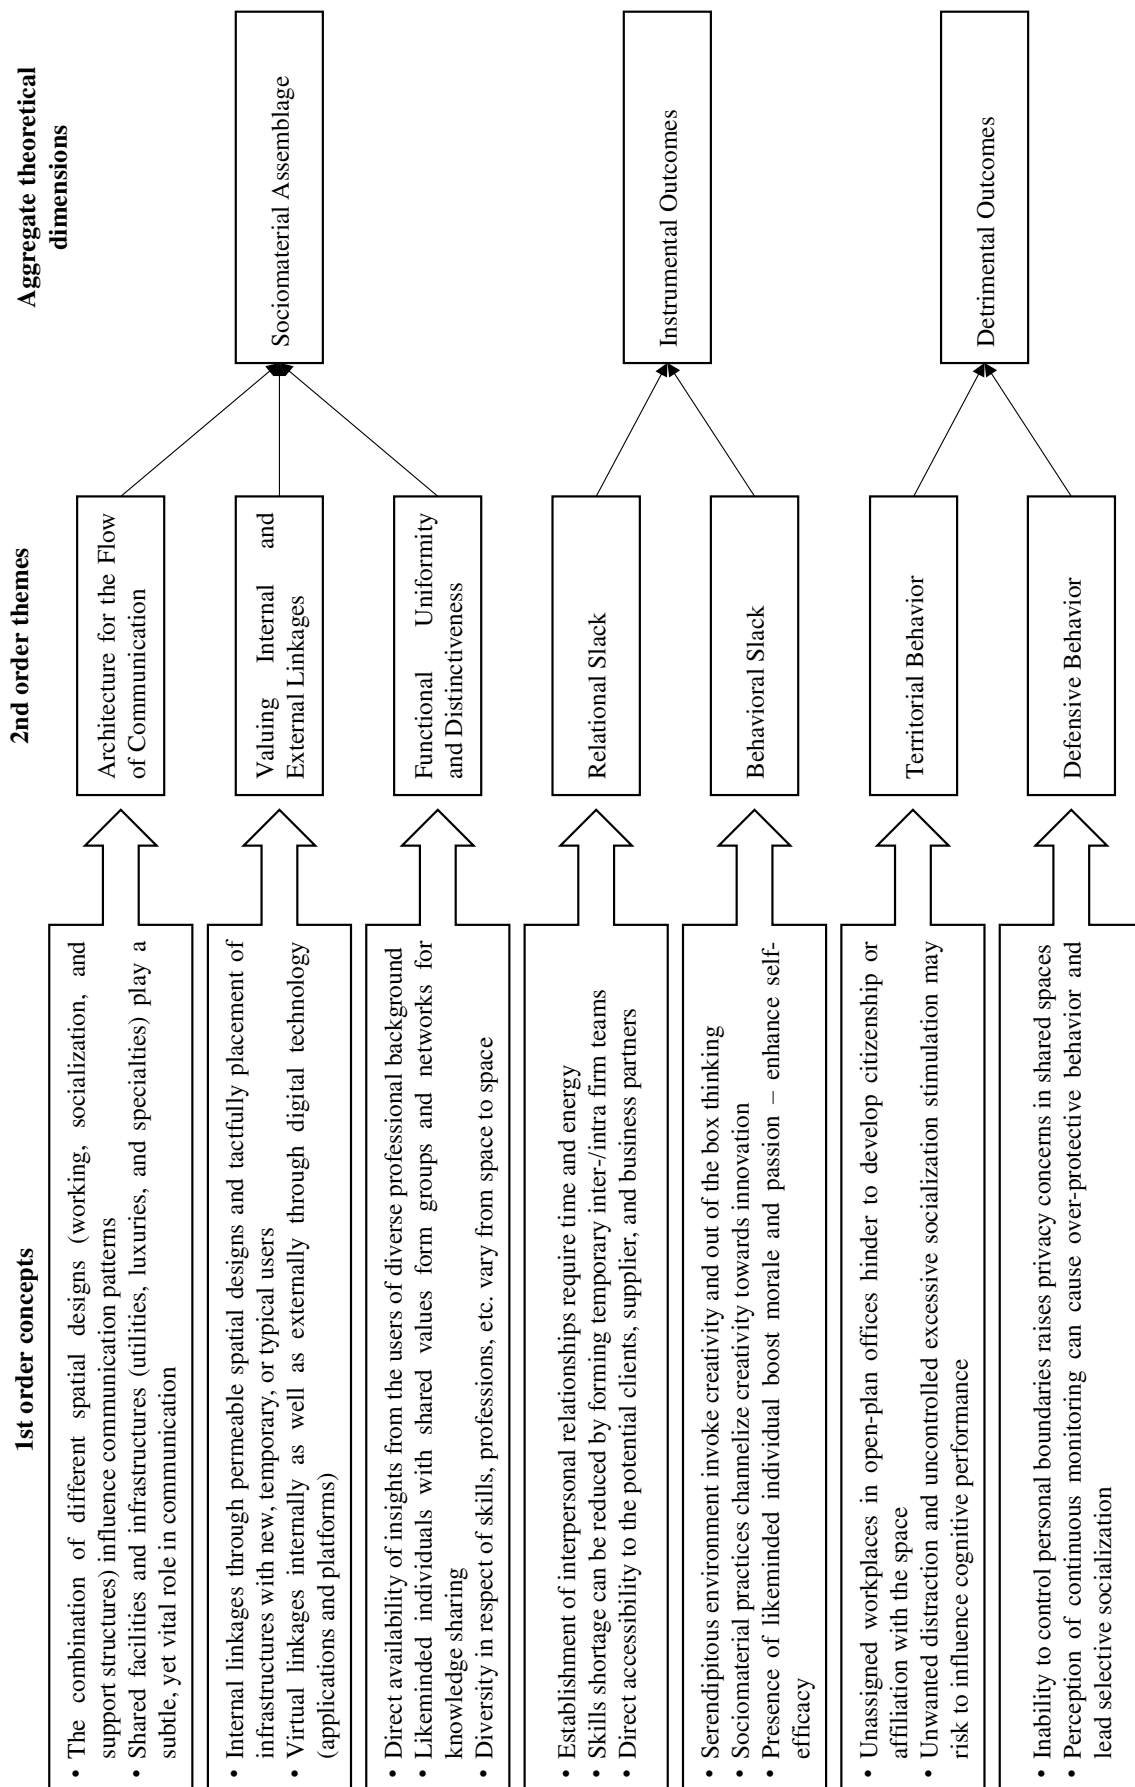 1st order concepts
2nd order themes
Aggregate theoretical
dimensions
• The combination of different spatial designs (working, socialization, and
support structures) influence communication patterns
• Shared facilities and infrastructures (utilities, luxuries, and specialties) play a
subtle, yet vital role in communication
Architecture for the Flow
of Communication
• Internal linkages through permeable spatial designs and tactfully placement of
infrastructures with new, temporary, or typical users
• Virtual linkages internally as well as externally through digital technology
(applications and platforms)
Valuing Internal and
External Linkages
Sociomaterial Assemblage
• Direct availability of insights from the users of diverse professional background
• Likeminded individuals with shared values form groups and networks for
knowledge sharing
• Diversity in respect of skills, professions, etc. vary from space to space
Functional Uniformity
and Distinctiveness
• Establishment of interpersonal relationships require time and energy
• Skills shortage can be reduced by forming temporary inter-/intra firm teams
• Direct accessibility to the potential clients, supplier, and business partners
Relational Slack
Instrumental Outcomes
• Serendipitous environment invoke creativity and out of the box thinking
• Sociomaterial practices channelize creativity towards innovation
• Presence of likeminded individual boost morale and passion – enhance self-
efficacy
Behavioral Slack
• Unassigned workplaces in open-plan offices hinder to develop citizenship or
affiliation with the space
• Unwanted distraction and uncontrolled excessive socialization stimulation may
risk to influence cognitive performance
Territorial Behavior
Detrimental Outcomes
• Inability to control personal boundaries raises privacy concerns in shared spaces
• Perception of continuous monitoring can cause over-protective behavior and
lead selective socialization
Defensive Behavior